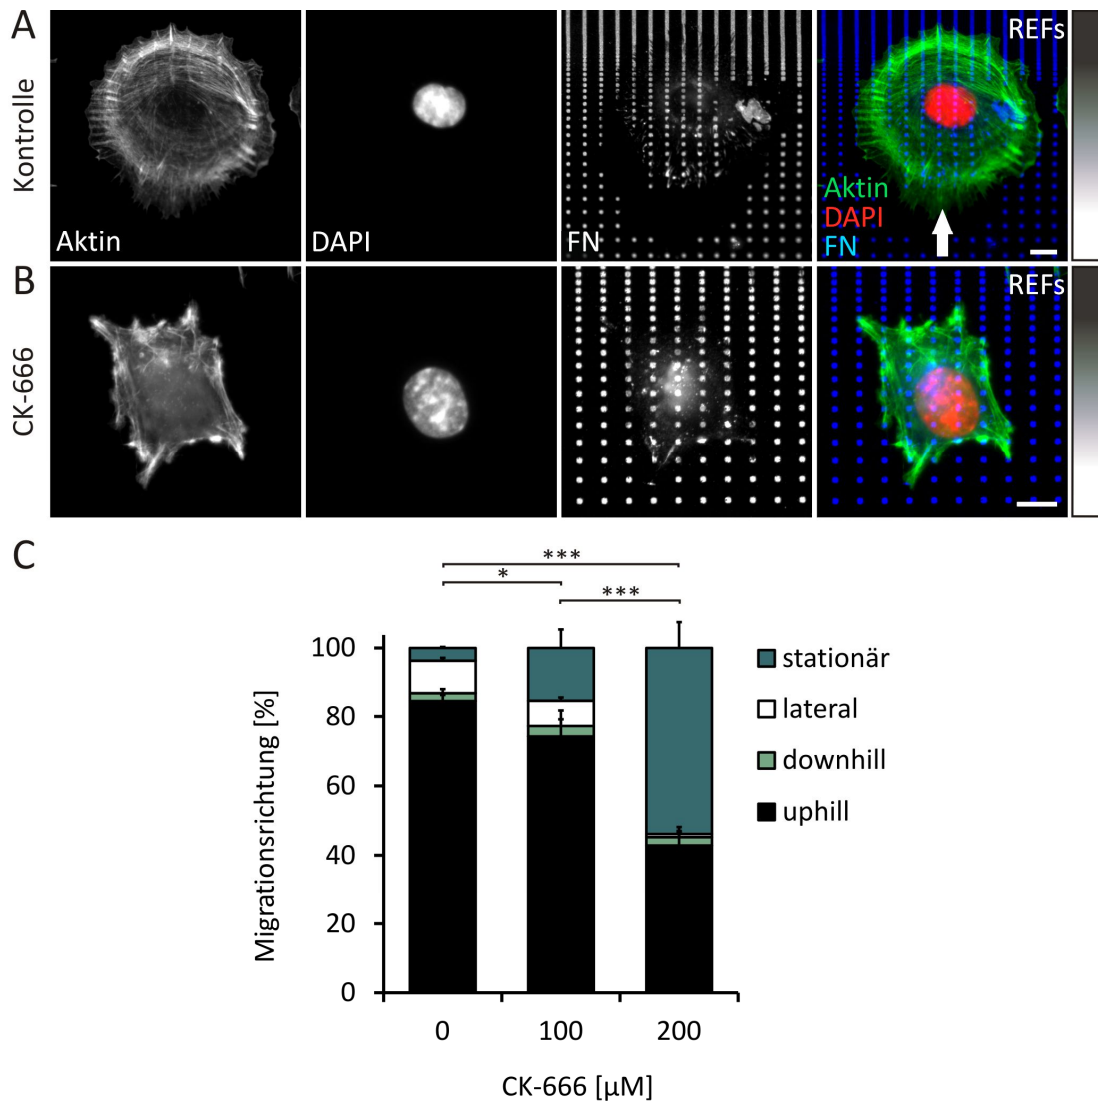 A
Kontrolle
Aktin
DAPI
FN
REFs
Aktin
DAPI
FN
B
CK-666
REFs
C
***
*
***
Migrationsrichtung [%]
100
80
60
40
20
0
0 100 200
CK-666 [µM]
stationär
lateral
downhill
uphill